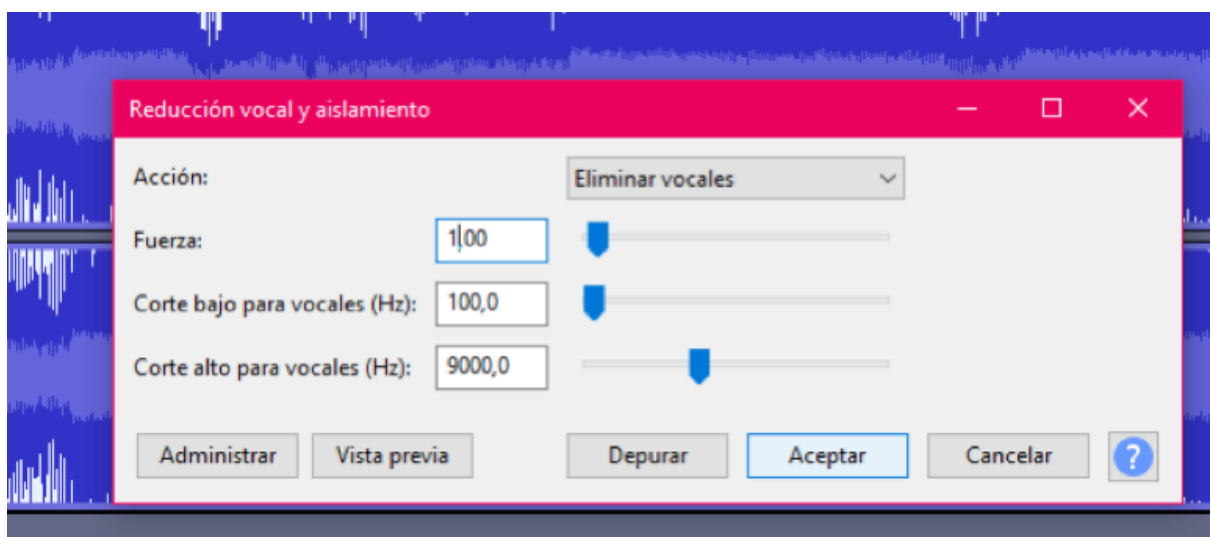 Reducción vocal y aislamiento
Acción: Eliminar vocales
Fuerza: 1,00
Corte bajo para vocales (Hz): 100,0
Corte alto para vocales (Hz): 9000,0
Administrar Vista previa Depurar Aceptar Cancelar ?